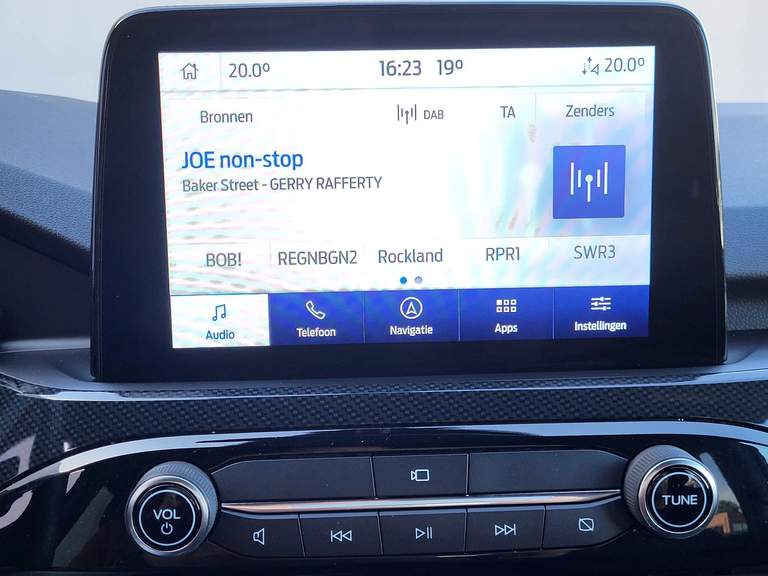 20.0° 16:23 19° 20.0°
Bronnen DAB TA Zenders
JOE non-stop
Baker Street - GERRY RAFFERTY
BOB! REGNBGN2 Rockland RPR1 SWR3
Audio Telefoon Navigatie Apps Instellingen
VOL TUNE